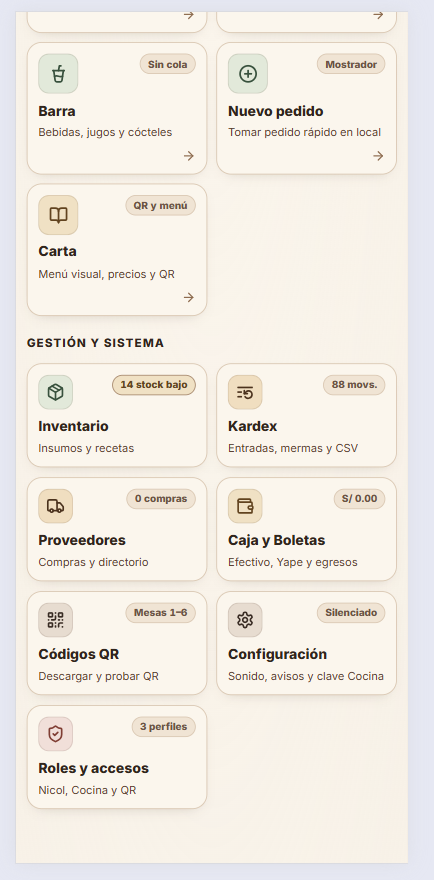 Sin cola
Mostrador
Barra
Nuevo pedido
Bebidas, jugos y cócteles
Tomar pedido rápido en local
QR y menú
Carta
Menú visual, precios y QR
GESTIÓN Y SISTEMA
14 stock bajo
88 movs.
Inventario
Kardex
Insumos y recetas
Entradas, mermas y CSV
0 compras
S/ 0.00
Proveedores
Caja y Boletas
Compras y directorio
Efectivo, Yape y egresos
Mesas 1–6
Silenciado
Códigos QR
Configuración
Descargar y probar QR
Sonido, avisos y clave Cocina
3 perfiles
Roles y accesos
Nicol, Cocina y QR